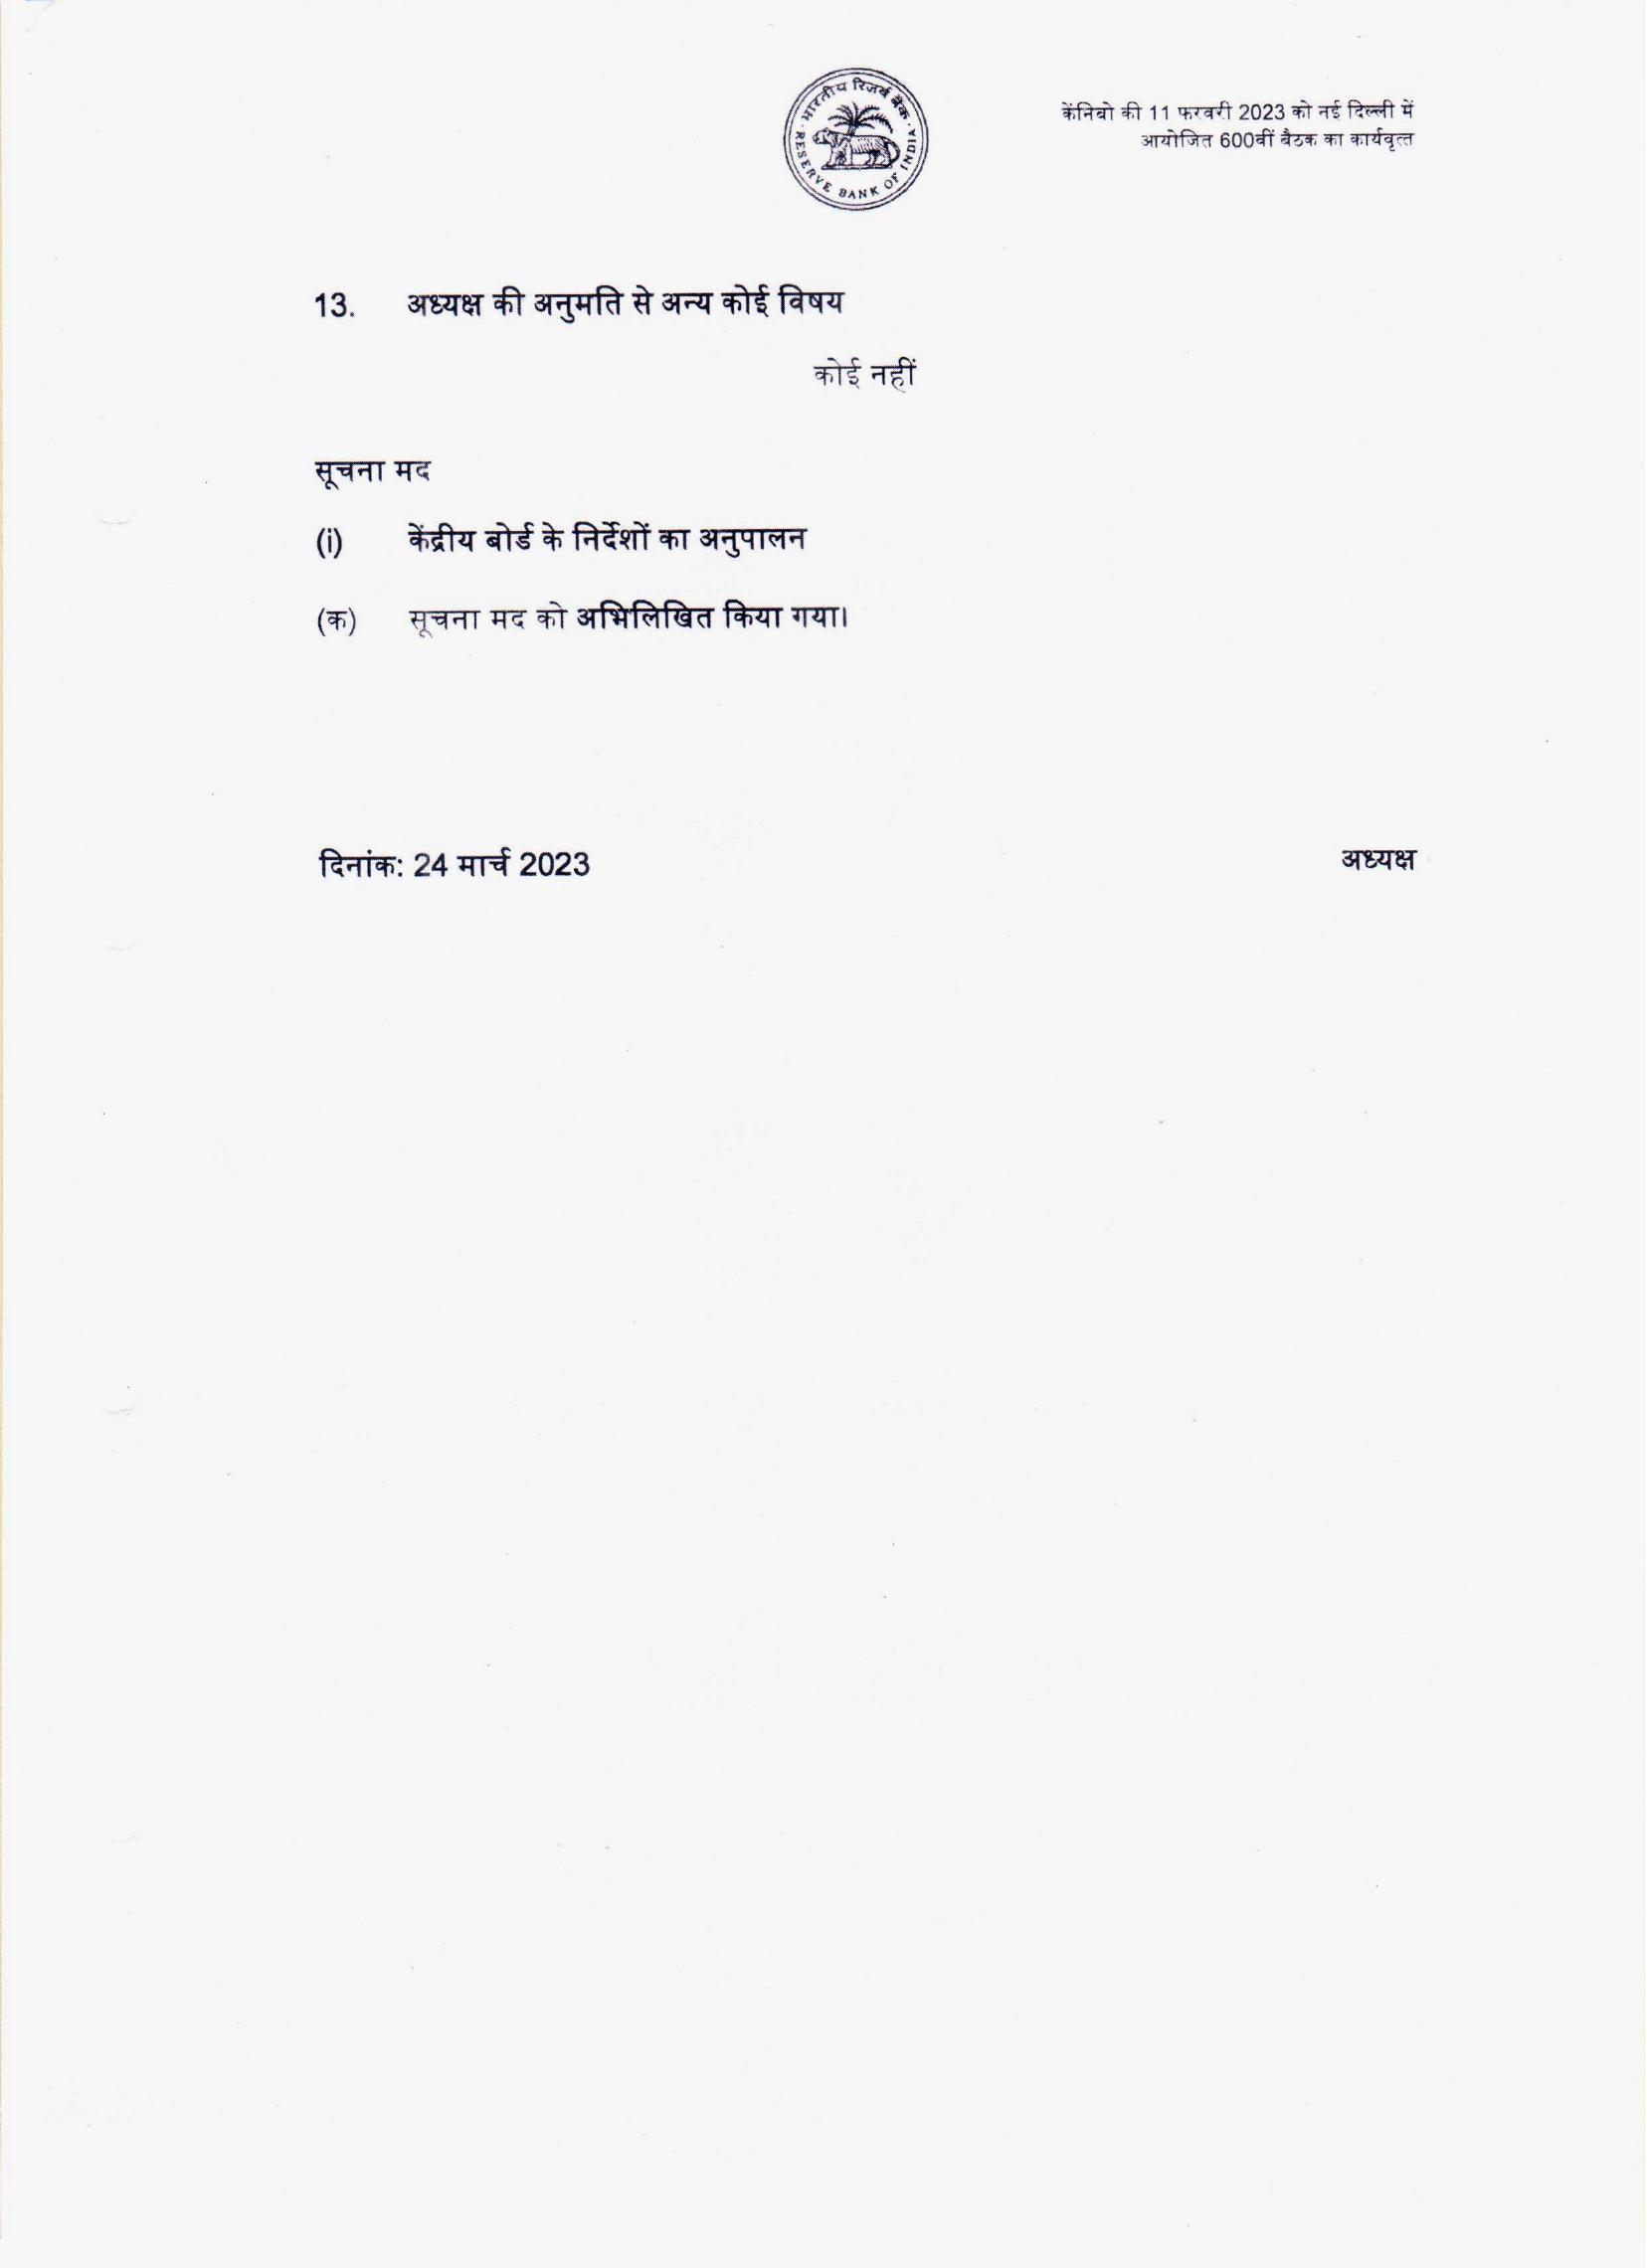 भारतीय रिज़र्व बैंक
RESERVE BANK OF INDIA
केंनिबो की 11 फरवरी 2023 को नई दिल्ली में
आयोजित 600वीं बैठक का कार्यवृत्त
13. अध्यक्ष की अनुमति से अन्य कोई विषय
कोई नहीं
सूचना मद
(i) केंद्रीय बोर्ड के निर्देशों का अनुपालन
(क) सूचना मद को अभिलिखित किया गया।
दिनांक: 24 मार्च 2023 अध्यक्ष